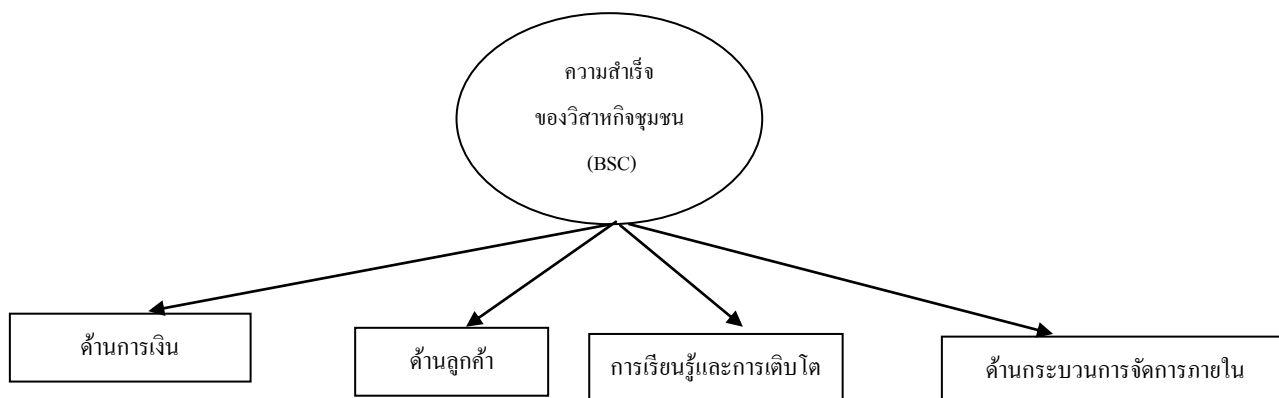 ความสำเร็จ
ของวิสาหกิจชุมชน
(BSC)
ด้านการเงิน
ด้านลูกค้า
การเรียนรู้และการเติบโต
ด้านกระบวนการจัดการภายใน